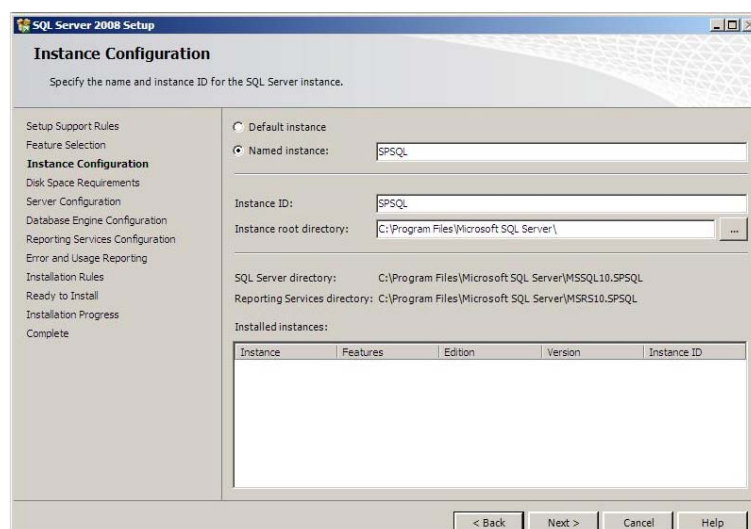 SQL Server 2008 Setup
Instance Configuration
Specify the name and instance ID for the SQL Server instance.
Setup Support Rules
Feature Selection
Instance Configuration
Disk Space Requirements
Server Configuration
Database Engine Configuration
Reporting Services Configuration
Error and Usage Reporting
Installation Rules
Ready to Install
Installation Progress
Complete
Default instance
Named instance: SPSQL
Instance ID: SPSQL
Instance root directory: C:\Program Files\Microsoft SQL Server\ ...
SQL Server directory: C:\Program Files\Microsoft SQL Server\MSSQL10.SPSQL
Reporting Services directory: C:\Program Files\Microsoft SQL Server\MSRS10.SPSQL
Installed instances:
Instance Features Edition Version Instance ID
< Back Next > Cancel Help